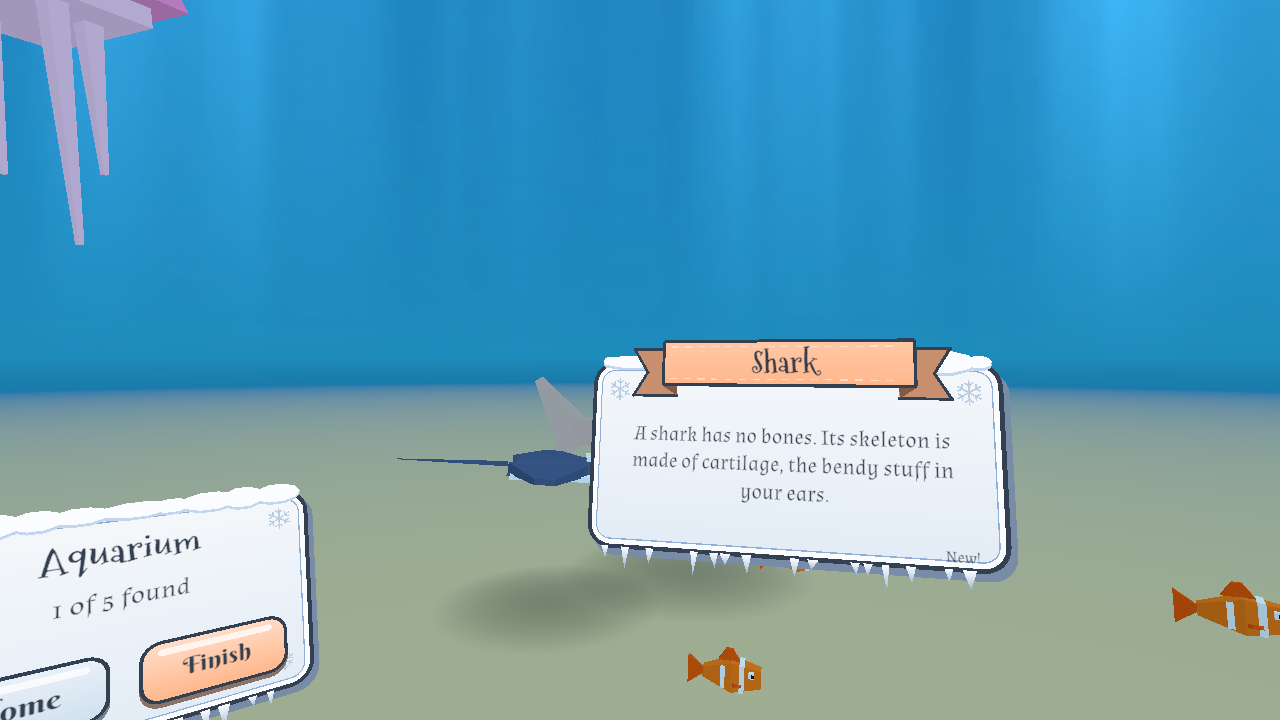 Shark
A shark has no bones. Its skeleton is
made of cartilage, the bendy stuff in
your ears.
New!
Aquarium
1 of 5 found
Finish